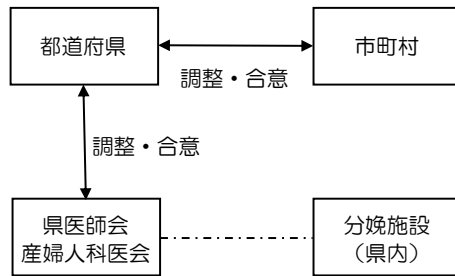 都道府県
市町村
調整・合意
調整・合意
県医師会
産婦人科医会
分娩施設
（県内）